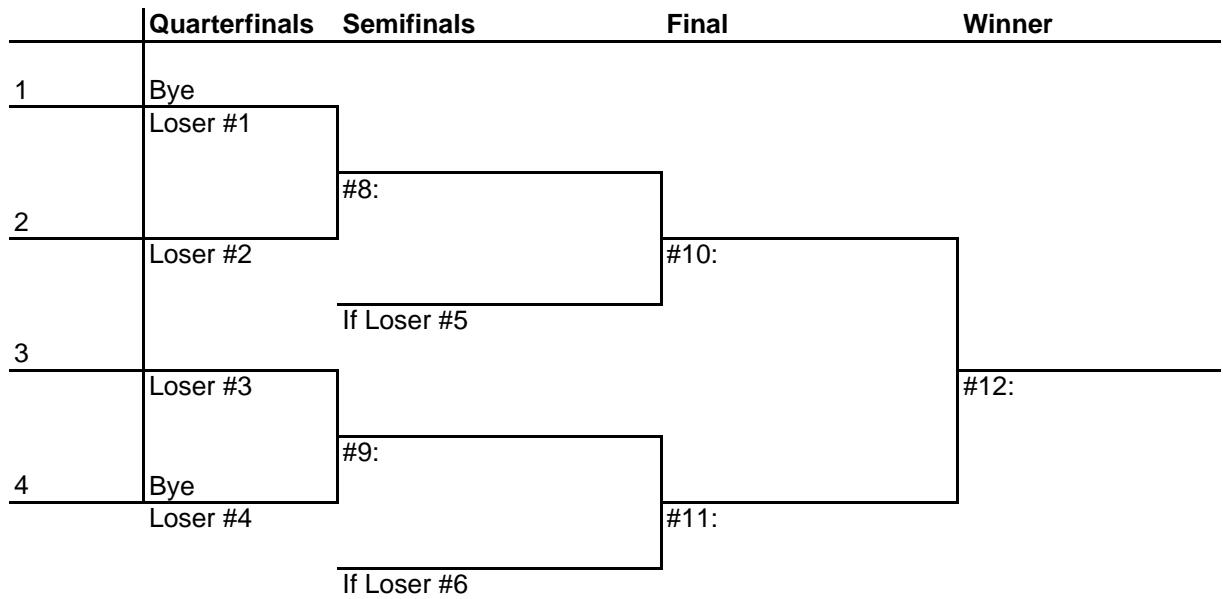 Quarterfinals Semifinals Final Winner
1 Bye
Loser #1
#8:
2
Loser #2 #10:
If Loser #5
3
Loser #3 #12:
#9:
4 Bye
Loser #4 #11:
If Loser #6